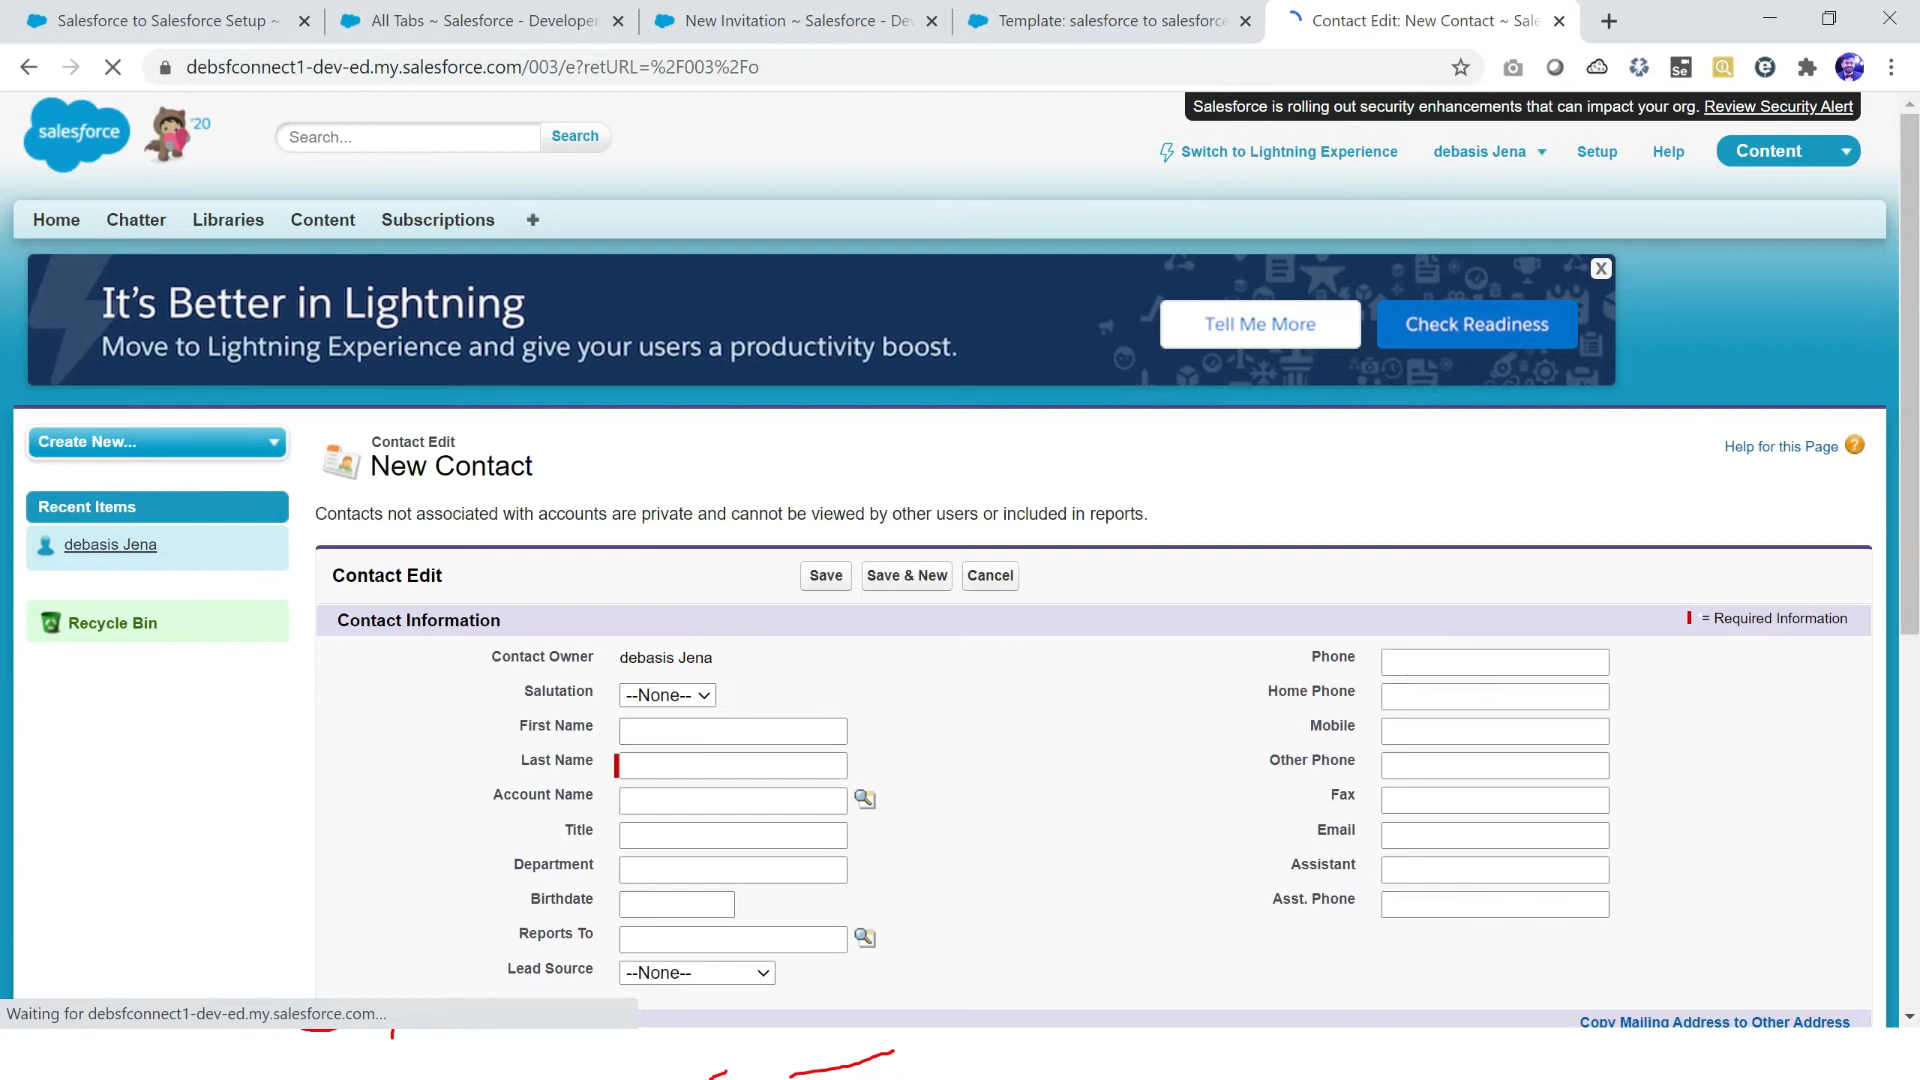 Salesforce to Salesforce Setup ~
All Tabs ~ Salesforce - Developer
New Invitation ~ Salesforce - Dev
Template: salesforce to salesforce
Contact Edit: New Contact ~ Sale
debsfconnect1-dev-ed.my.salesforce.com/003/e?retURL=%2F003%2Fo
Se
Salesforce is rolling out security enhancements that can impact your org. Review Security Alert
salesforce
'20
Search...
Search
Switch to Lightning Experience
debasis Jena
Setup
Help
Content
Home
Chatter
Libraries
Content
Subscriptions
It's Better in Lightning
Move to Lightning Experience and give your users a productivity boost.
Tell Me More
Check Readiness
X
Create New...
Recent Items
debasis Jena
Recycle Bin
Contact Edit
New Contact
Help for this Page
Contacts not associated with accounts are private and cannot be viewed by other users or included in reports.
Contact Edit
Save
Save & New
Cancel
Contact Information
= Required Information
Contact Owner
debasis Jena
Salutation
--None--
First Name
Last Name
Account Name
Title
Department
Birthdate
Reports To
Lead Source
--None--
Phone
Home Phone
Mobile
Other Phone
Fax
Email
Assistant
Asst. Phone
Waiting for debsfconnect1-dev-ed.my.salesforce.com...
Copy Mailing Address to Other Address